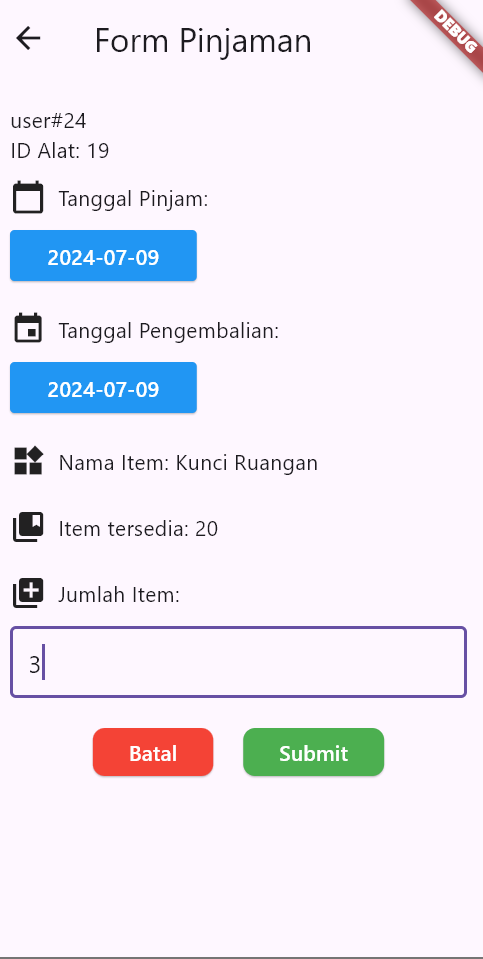 Form Pinjaman
DEBUG
user#24
ID Alat: 19
Tanggal Pinjam:
2024-07-09
Tanggal Pengembalian:
2024-07-09
Nama Item: Kunci Ruangan
Item tersedia: 20
Jumlah Item:
3
Batal Submit